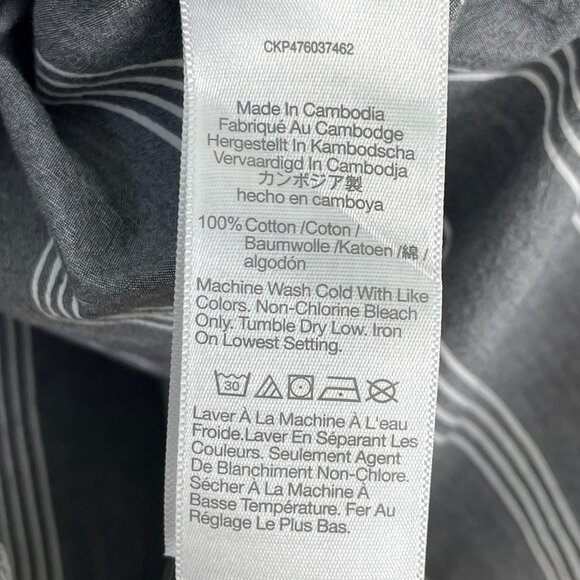 CKP476037462
Made In Cambodia
Fabriqué Au Cambodge
Hergestellt In Kambodscha
Vervaardigd In Cambodja
カンボジア製
hecho en camboya
100% Cotton /Coton /
Baumwolle /Katoen /綿 /
algodón
Machine Wash Cold With Like
Colors. Non-Chlorine Bleach
Only. Tumble Dry Low. Iron
On Lowest Setting.
30
Laver À La Machine À L'eau
Froide.Laver En Séparant Les
Couleurs. Seulement Agent
De Blanchiment Non-Chlore.
Sécher À La Machine À
Basse Température. Fer Au
Réglage Le Plus Bas.